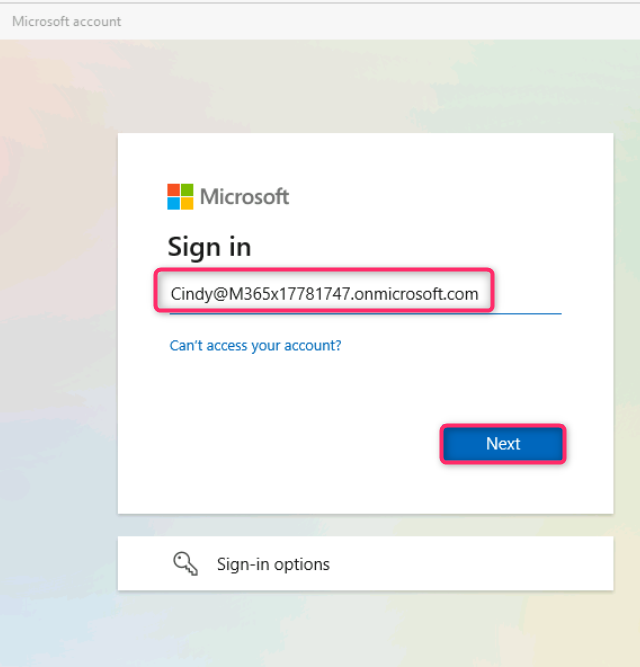 Microsoft account
Microsoft
Sign in
Cindy@M365x17781747.onmicrosoft.com
Can't access your account?
Next
Sign-in options